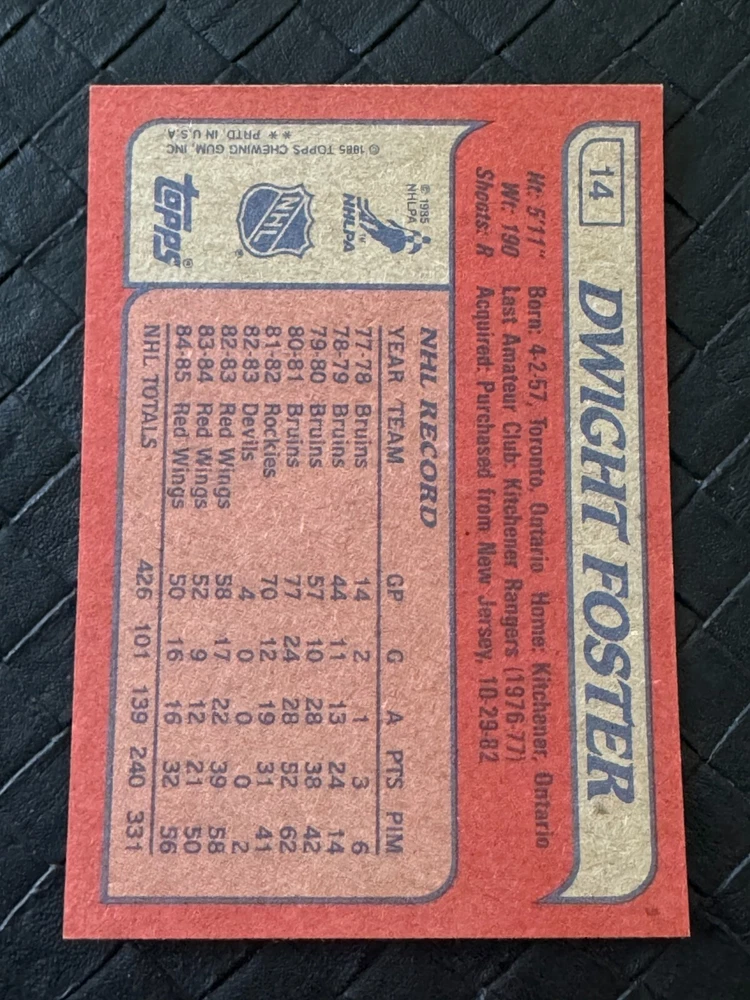 14 DWIGHT FOSTER
Ht: 5'11" Born: 4-2-57, Toronto, Ontario Home: Kitchener, Ontario
Wt: 190 Last Amateur Club: Kitchener Rangers (1976-77)
Shoots: R Acquired: Purchased from New Jersey, 10-29-82
© 1985
NHLPA
TM
NHLPA
NHL
®
TOPPS®
© 1985 TOPPS CHEWING GUM, INC
** PRTD. IN U.S.A.
NHL RECORD
YEAR TEAM GP G A PTS PIM
77-78 Bruins 14 2 1 3 6
78-79 Bruins 44 11 13 24 14
79-80 Bruins 57 10 28 38 42
80-81 Bruins 77 24 28 52 62
81-82 Rockies 70 12 19 31 41
82-83 Devils 4 0 0 0 2
82-83 Red Wings 58 17 22 39 58
83-84 Red Wings 52 9 12 21 50
84-85 Red Wings 50 16 16 32 56
NHL TOTALS 426 101 139 240 331